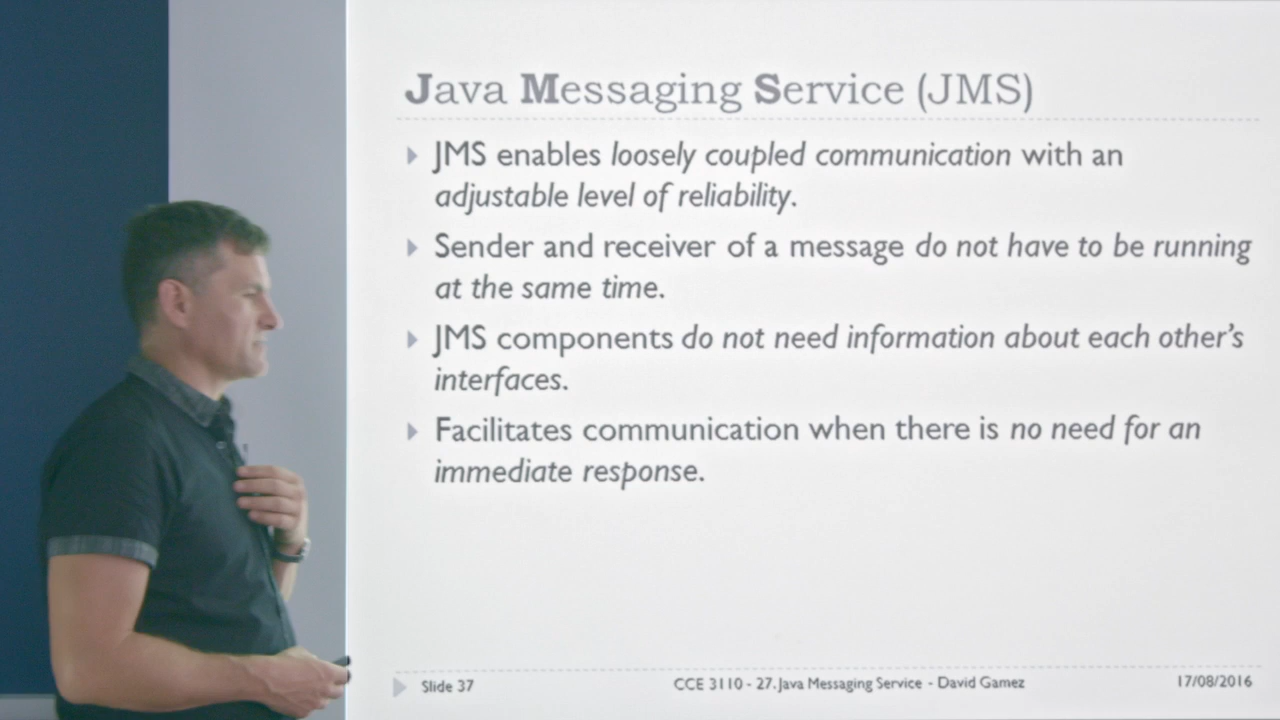 Java Messaging Service (JMS)
JMS enables loosely coupled communication with an
adjustable level of reliability.
Sender and receiver of a message do not have to be running
at the same time.
JMS components do not need information about each other's
interfaces.
Facilitates communication when there is no need for an
immediate response.
Slide 37
CCE 3110 - 27. Java Messaging Service - David Gamez
17/08/2016